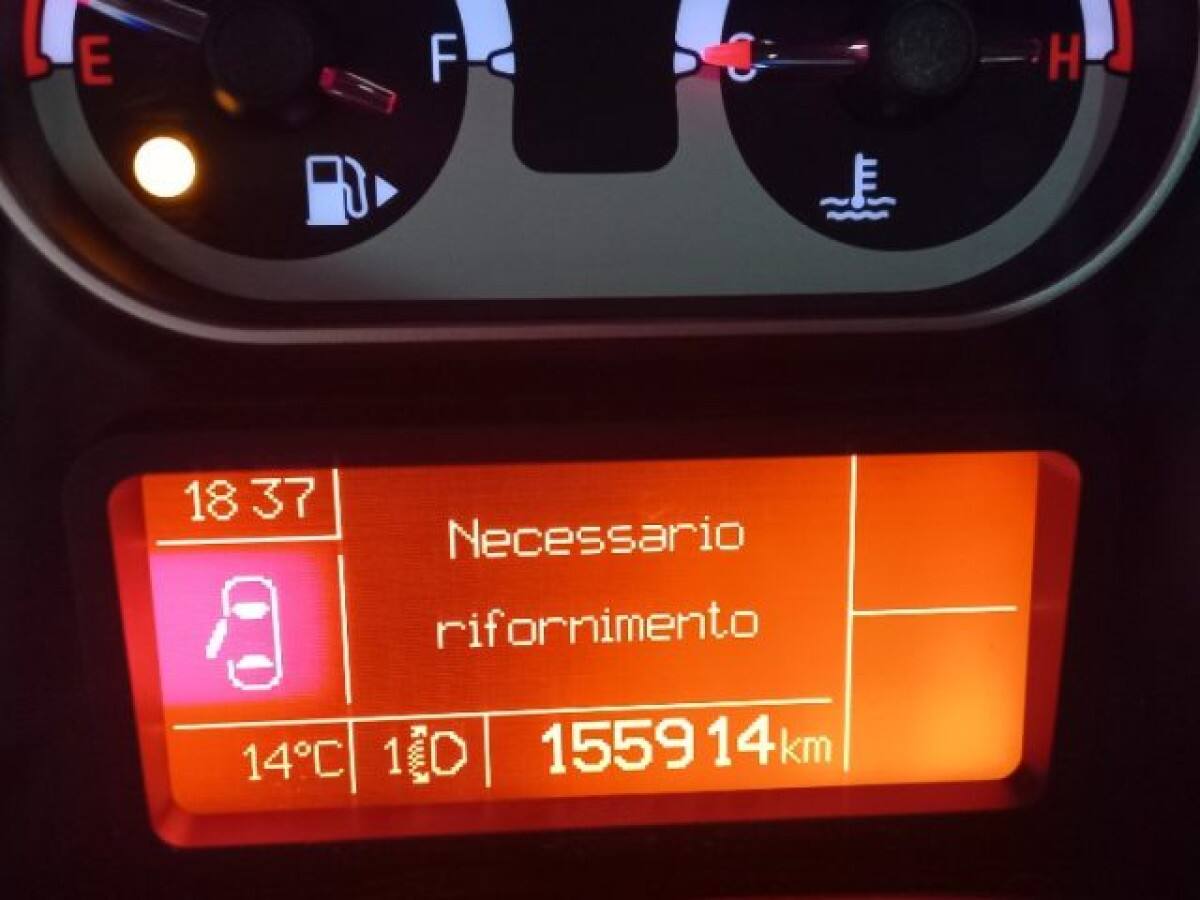 E F C H
18 37
Necessario
rifornimento
14°C 1 155914 km